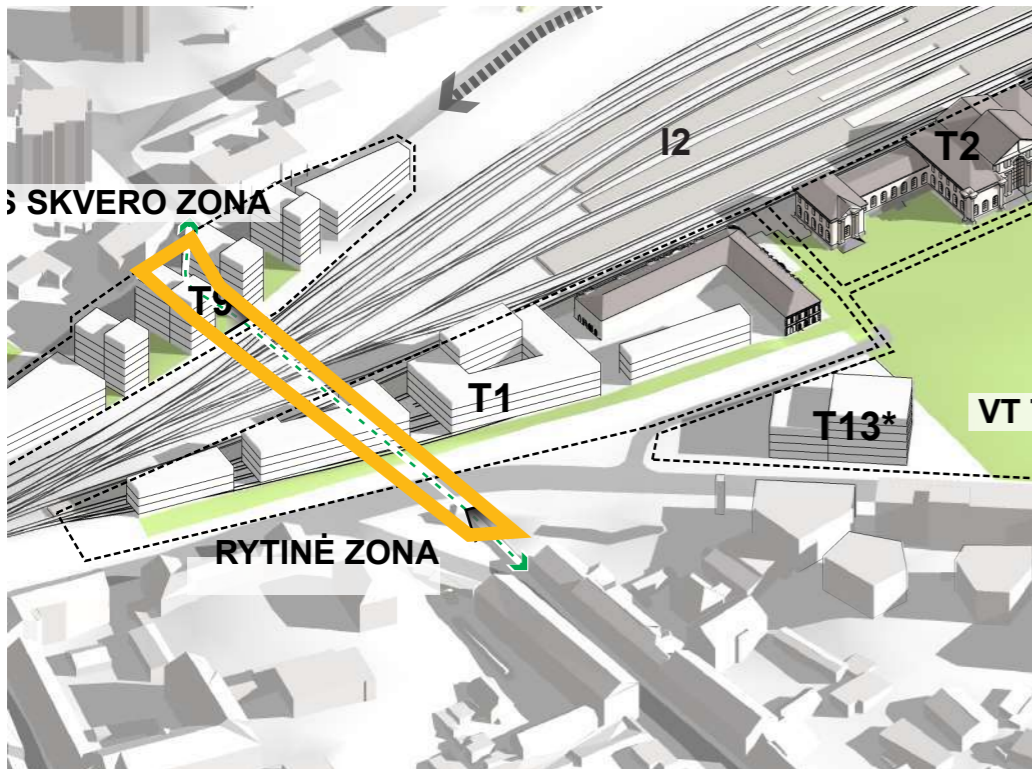 I2
T2
S SKVERO ZONA
T9
T1
T13*
VT
RYTINĖ ZONA